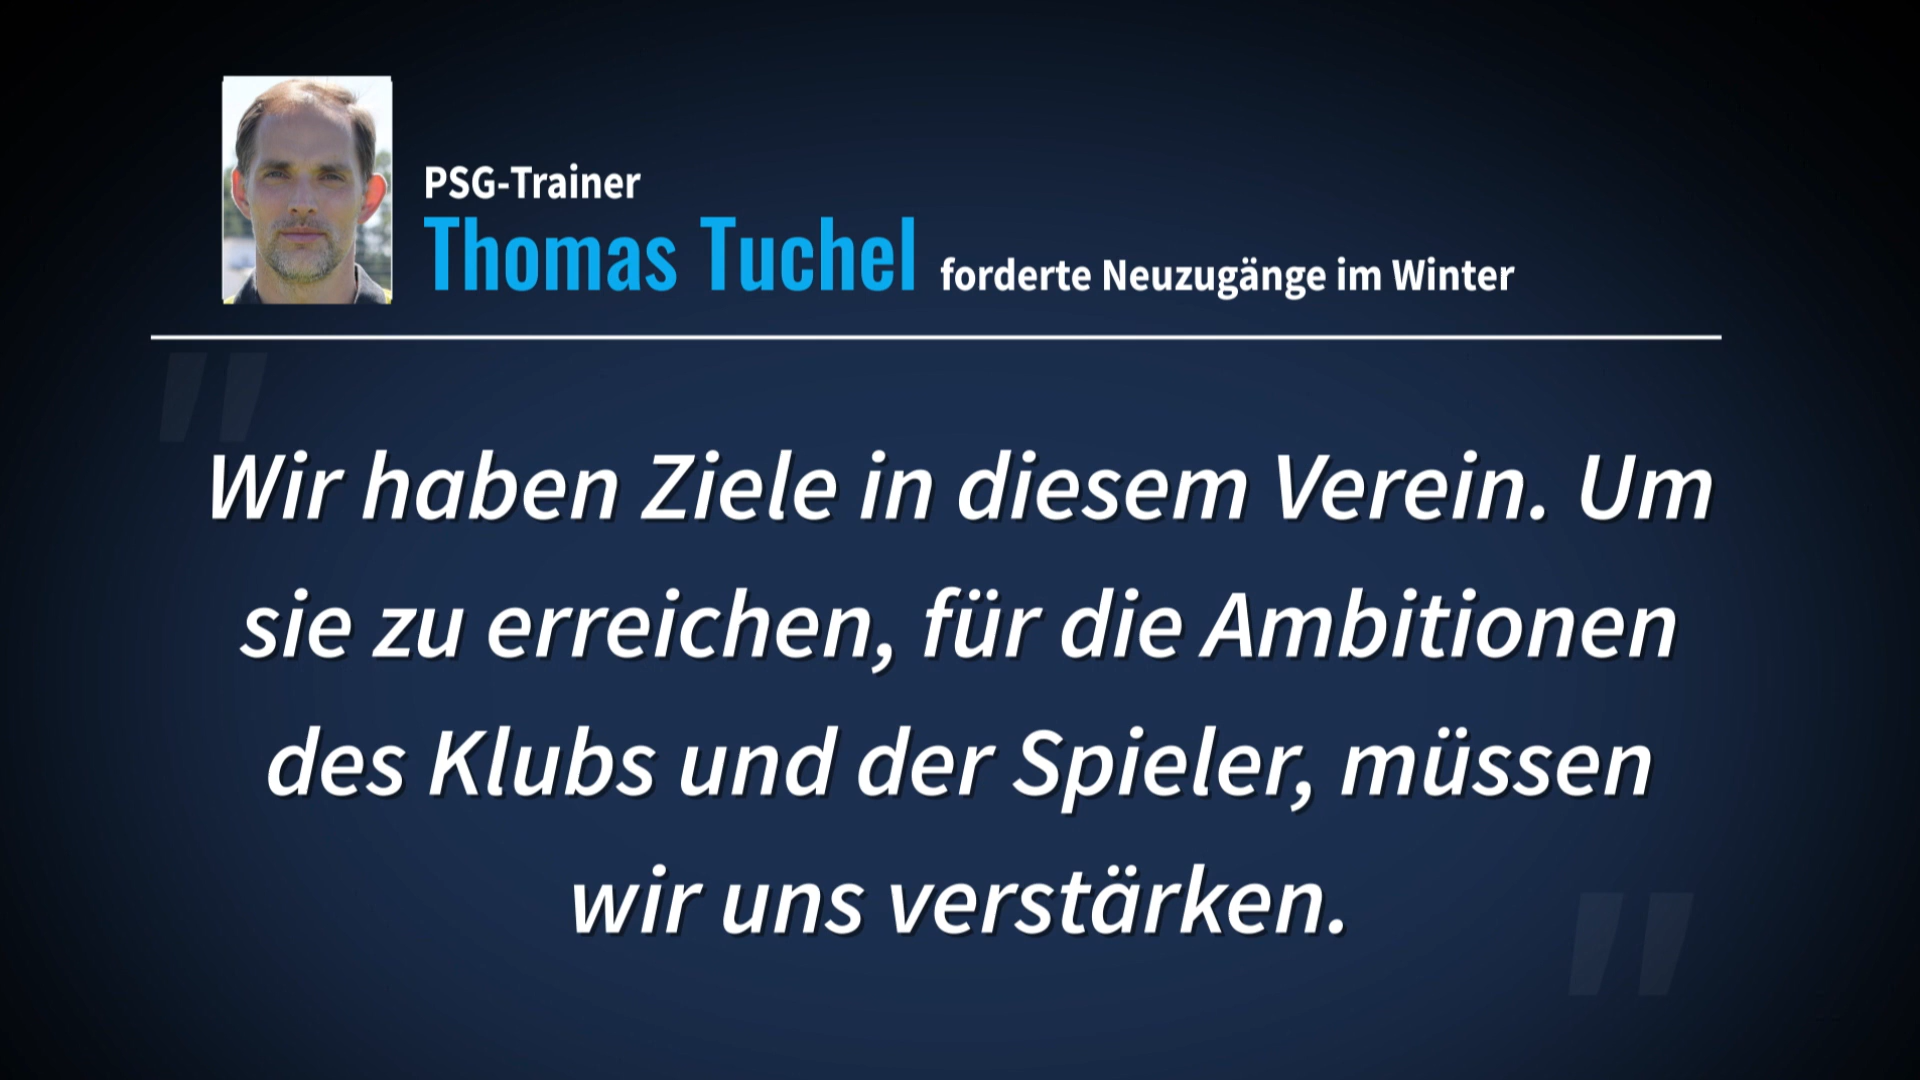 PSG-Trainer
Thomas Tuchel forderte Neuzugänge im Winter
"
Wir haben Ziele in diesem Verein. Um
sie zu erreichen, für die Ambitionen
des Klubs und der Spieler, müssen
wir uns verstärken.
"